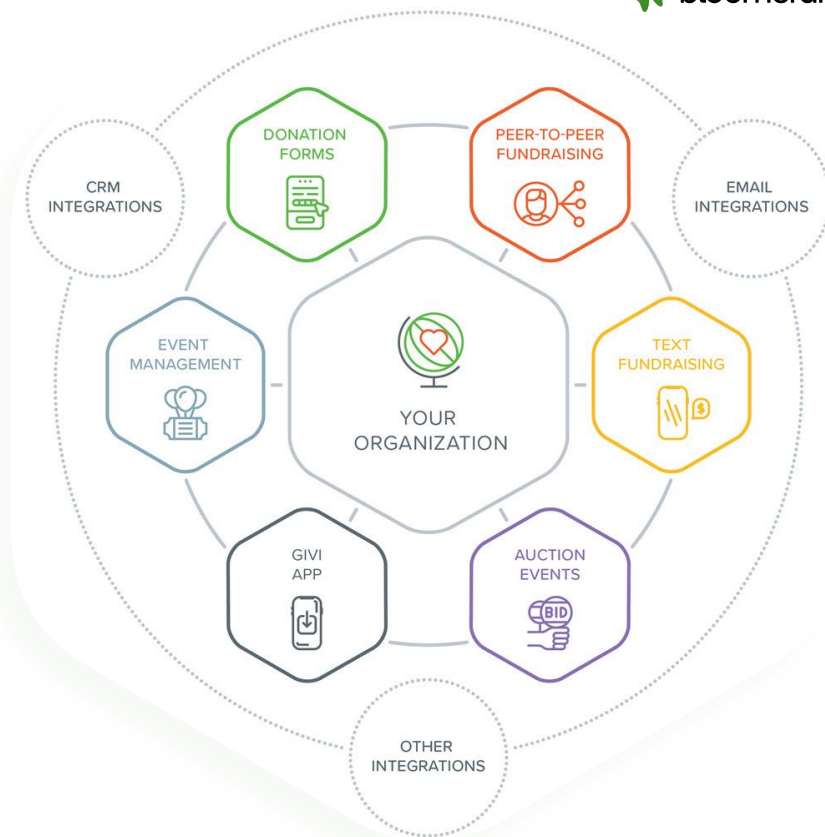 DONATION
FORMS
PEER-TO-PEER
FUNDRAISING
CRM
INTEGRATIONS
EMAIL
INTEGRATIONS
EVENT
MANAGEMENT
TEXT
FUNDRAISING
$
YOUR
ORGANIZATION
GIVI
APP
AUCTION
EVENTS
BID
OTHER
INTEGRATIONS